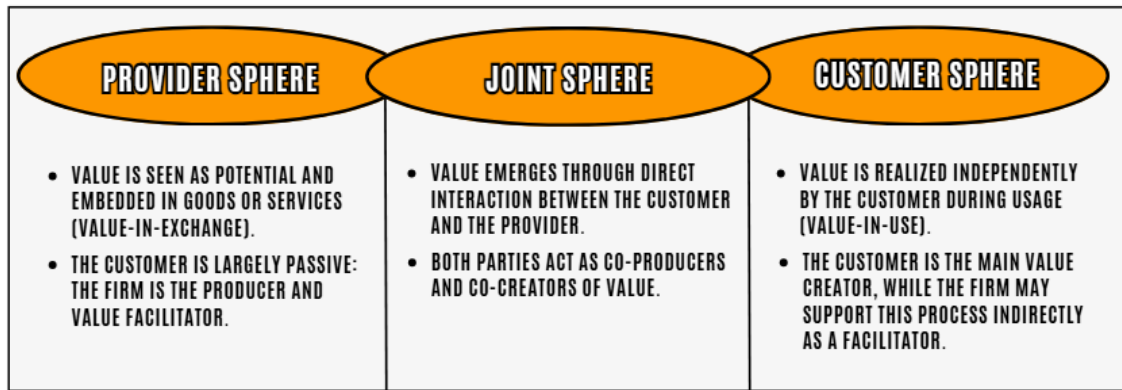 PROVIDER SPHERE
JOINT SPHERE
CUSTOMER SPHERE
• VALUE IS SEEN AS POTENTIAL AND
EMBEDDED IN GOODS OR SERVICES
(VALUE-IN-EXCHANGE).
• THE CUSTOMER IS LARGELY PASSIVE:
THE FIRM IS THE PRODUCER AND
VALUE FACILITATOR.
• VALUE EMERGES THROUGH DIRECT
INTERACTION BETWEEN THE CUSTOMER
AND THE PROVIDER.
• BOTH PARTIES ACT AS CO-PRODUCERS
AND CO-CREATORS OF VALUE.
• VALUE IS REALIZED INDEPENDENTLY
BY THE CUSTOMER DURING USAGE
(VALUE-IN-USE).
• THE CUSTOMER IS THE MAIN VALUE
CREATOR, WHILE THE FIRM MAY
SUPPORT THIS PROCESS INDIRECTLY
AS A FACILITATOR.